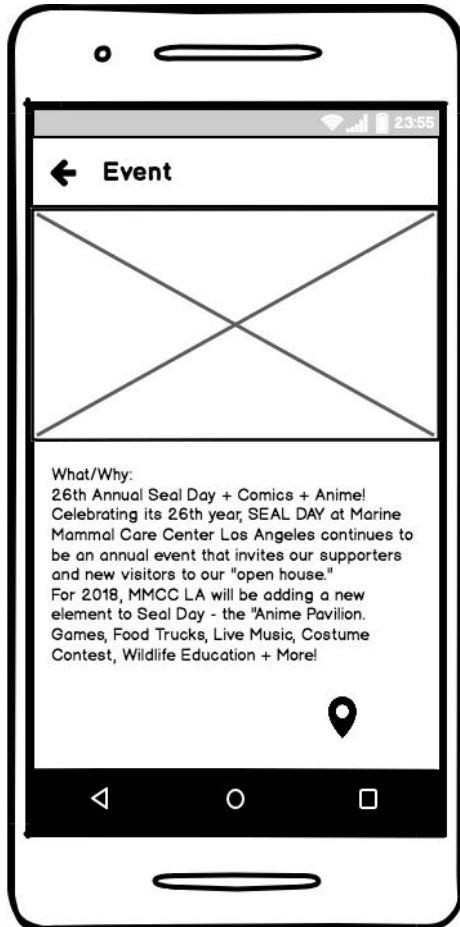 23:55
Event
What/Why:
26th Annual Seal Day + Comics + Anime!
Celebrating its 26th year, SEAL DAY at Marine
Mammal Care Center Los Angeles continues to
be an annual event that invites our supporters
and new visitors to our "open house."
For 2018, MMCC LA will be adding a new
element to Seal Day - the "Anime Pavilion.
Games, Food Trucks, Live Music, Costume
Contest, Wildlife Education + More!